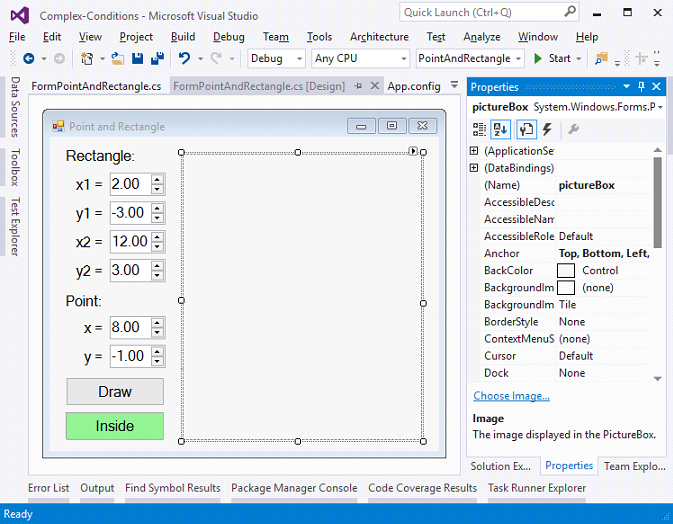 Complex-Conditions - Microsoft Visual Studio
Quick Launch (Ctrl+Q)
File Edit View Project Build Debug Team Tools Architecture Test Analyze Window Help
Debug Any CPU PointAndRectangle Start
Data Sources
Toolbox
Test Explorer
FormPointAndRectangle.cs FormPointAndRectangle.cs [Design] App.config
Point and Rectangle
Rectangle:
x1 = 2.00
y1 = -3.00
x2 = 12.00
y2 = 3.00
Point:
x = 8.00
y = -1.00
Draw
Inside
Properties
pictureBox System.Windows.Forms.P
(ApplicationSe
(DataBindings)
(Name) pictureBox
AccessibleDesc
AccessibleNam
AccessibleRole Default
Anchor Top, Bottom, Left,
BackColor Control
BackgroundIm (none)
BackgroundIm Tile
BorderStyle None
ContextMenuS (none)
Cursor Default
Dock None
Choose Image...
Image
The image displayed in the PictureBox.
Solution Ex... Properties Team Explo...
Error List Output Find Symbol Results Package Manager Console Code Coverage Results Task Runner Explorer
Ready